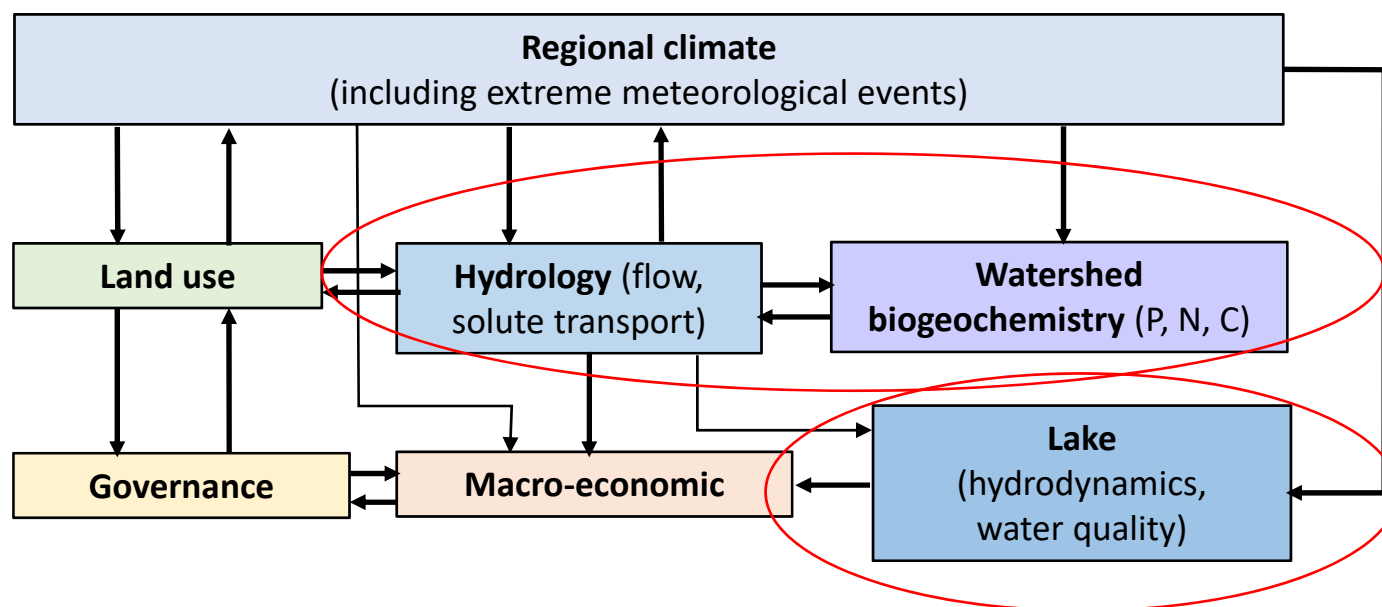 Regional climate
(including extreme meteorological events)
Land use
Hydrology (flow,
solute transport)
Watershed
biogeochemistry (P, N, C)
Governance
Macro-economic
Lake
(hydrodynamics,
water quality)